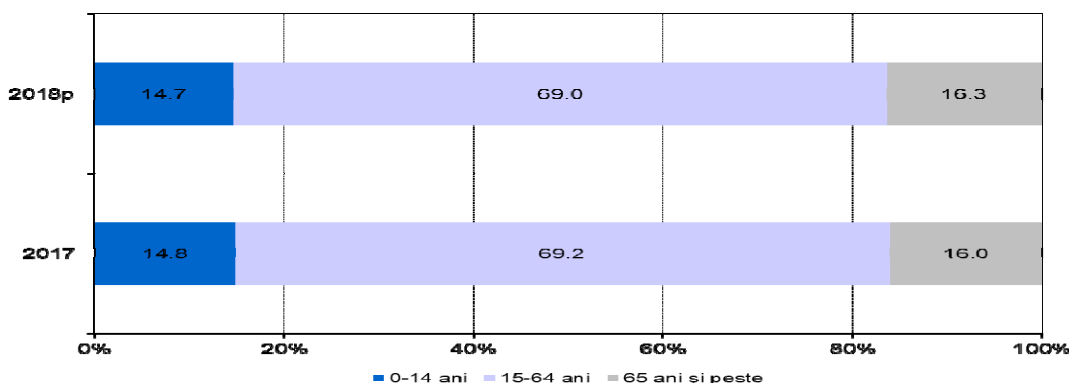 2018p 14.7 69.0 16.3
2017 14.8 69.2 16.0
0% 20% 40% 60% 80% 100%
0-14 ani 15-64 ani 65 ani și peste